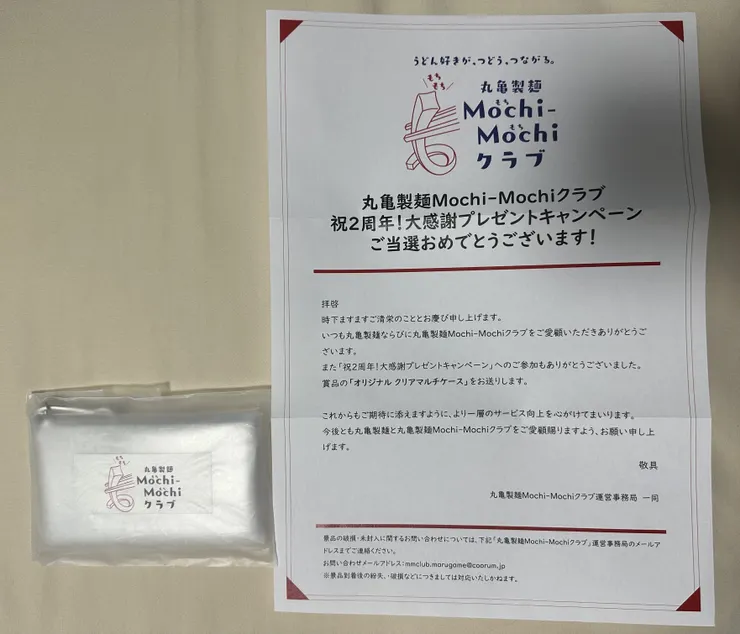 うどん好きが、つどう、つながる。
もち
もち
丸亀製麺
もち
Mochi-
もち
Mochi
クラブ
丸亀製麺Mochi-Mochiクラブ
祝2周年!大感謝プレゼントキャンペーン
ご当選おめでとうございます!
拝啓
時下ますますご清栄のこととお慶び申し上げます。
いつも丸亀製麺ならびに丸亀製麺Mochi-Mochiクラブをご愛顧いただきありがとうご
ざいます。
また「祝2周年!大感謝プレゼントキャンペーン」へのご参加もありがとうございました。
賞品の「オリジナル クリアマルチケース」をお送りします。
これからもご期待に添えますように、より一層のサービス向上を心がけてまいります。
今後とも丸亀製麺と丸亀製麺Mochi-Mochiクラブをご愛顧賜りますよう、お願い申し上
げます。
敬具
丸亀製麺Mochi-Mochiクラブ運営事務局 一同
景品の破損・未封入に関するお問い合わせについては、下記「丸亀製麺Mochi-Mochiクラブ」運営事務局のメールア
ドレスまでご連絡ください。
お問い合わせメールアドレス:mmclub.marugame@coorum.jp
※景品到着後の紛失、破損などにつきましては対応いたしかねます。
丸亀製麺
Mochi-
Mochi
クラブ